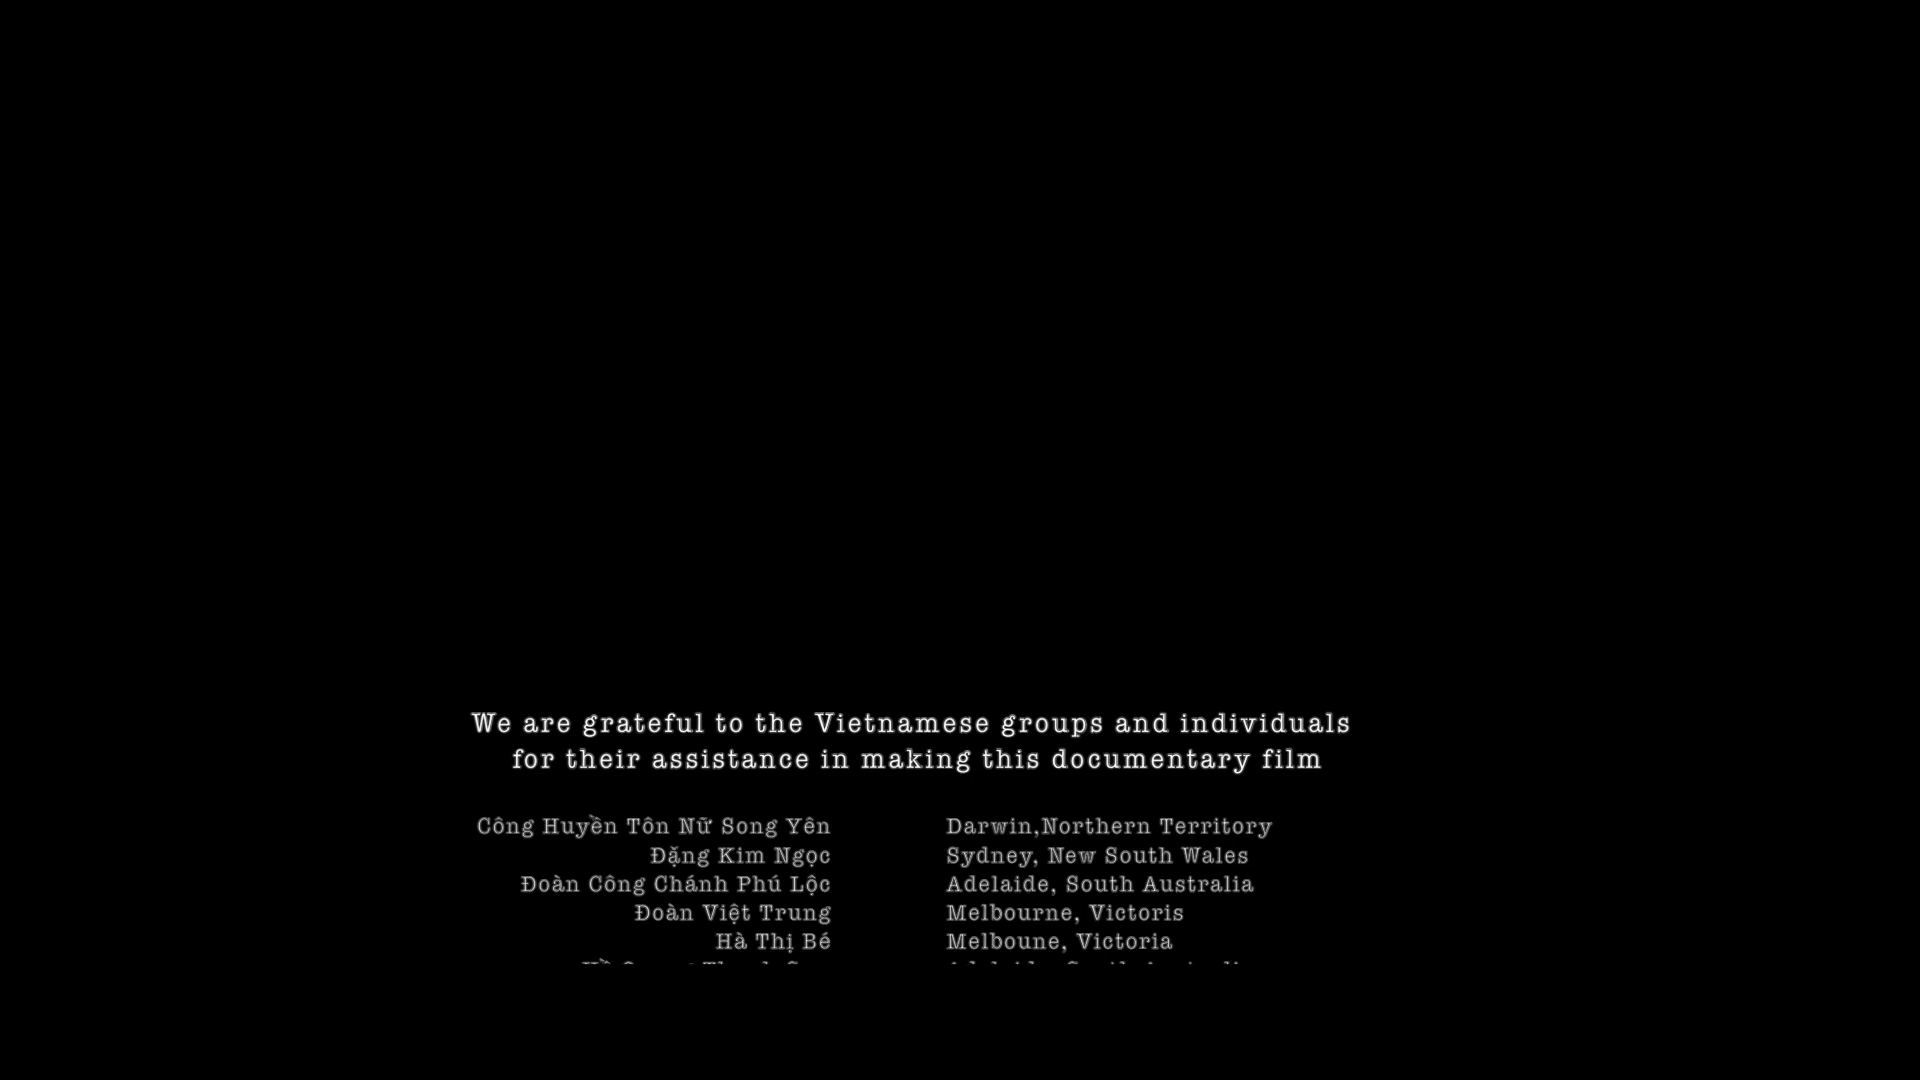 We are grateful to the Vietnamese groups and individuals
for their assistance in making this documentary film
Công Huyền Tôn Nữ Song Yên Darwin,Northern Territory
Đặng Kim Ngọc Sydney, New South Wales
Đoàn Công Chánh Phú Lộc Adelaide, South Australia
Đoàn Việt Trung Melbourne, Victoris
Hà Thị Bé Melboune, Victoria